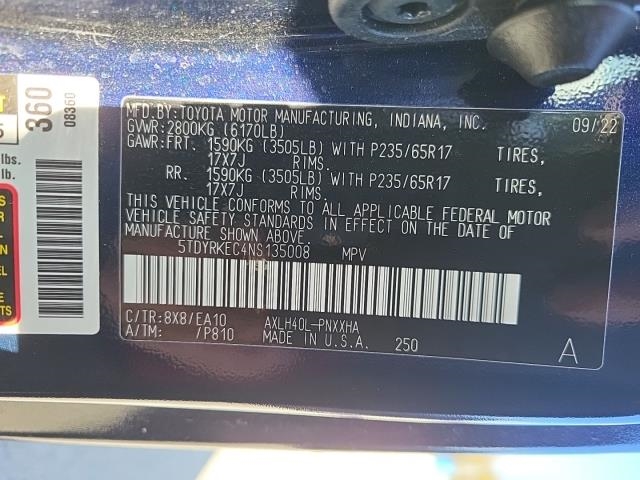 MFD.BY:TOYOTA MOTOR MANUFACTURING, INDIANA, INC. 09/22
GVWR:2800KG (6170LB)
GAWR:FRT. 1590KG (3505LB) WITH P235/65R17 TIRES,
17X7J RIMS.
RR. 1590KG (3505LB) WITH P235/65R17 TIRES,
17X7J RIMS.
THIS VEHICLE CONFORMS TO ALL APPLICABLE FEDERAL MOTOR
VEHICLE SAFETY STANDARDS IN EFFECT ON THE DATE OF
MANUFACTURE SHOWN ABOVE.
5TDYRKEC4NS135008 MPV
C/TR:8X8/EA10 AXLH40L-PNXXHA
A/TM: /P810 MADE IN U.S.A. 250
A
360
08360
lbs.
lb.